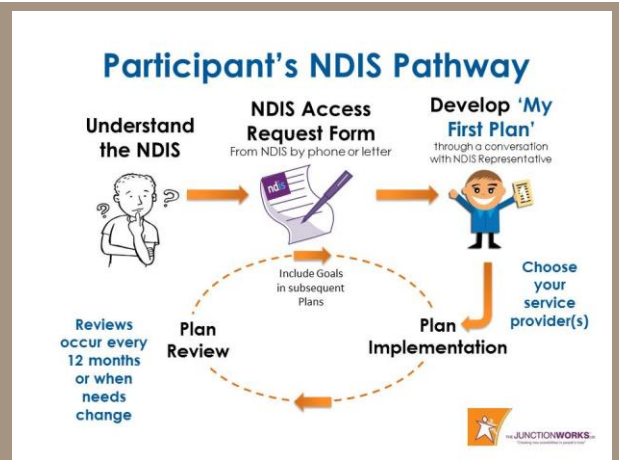 Participant's NDIS Pathway
Understand
the NDIS
NDIS Access
Request Form
From NDIS by phone or letter
Develop 'My
First Plan'
through a conversation
with NDIS Representative
?
?
ndis
Include Goals
in subsequent
Plans
Choose
your
service
provider(s)
Plan
Implementation
Plan
Review
Reviews
occur every
12 months
or when
needs
change
THE JUNCTIONWORKS